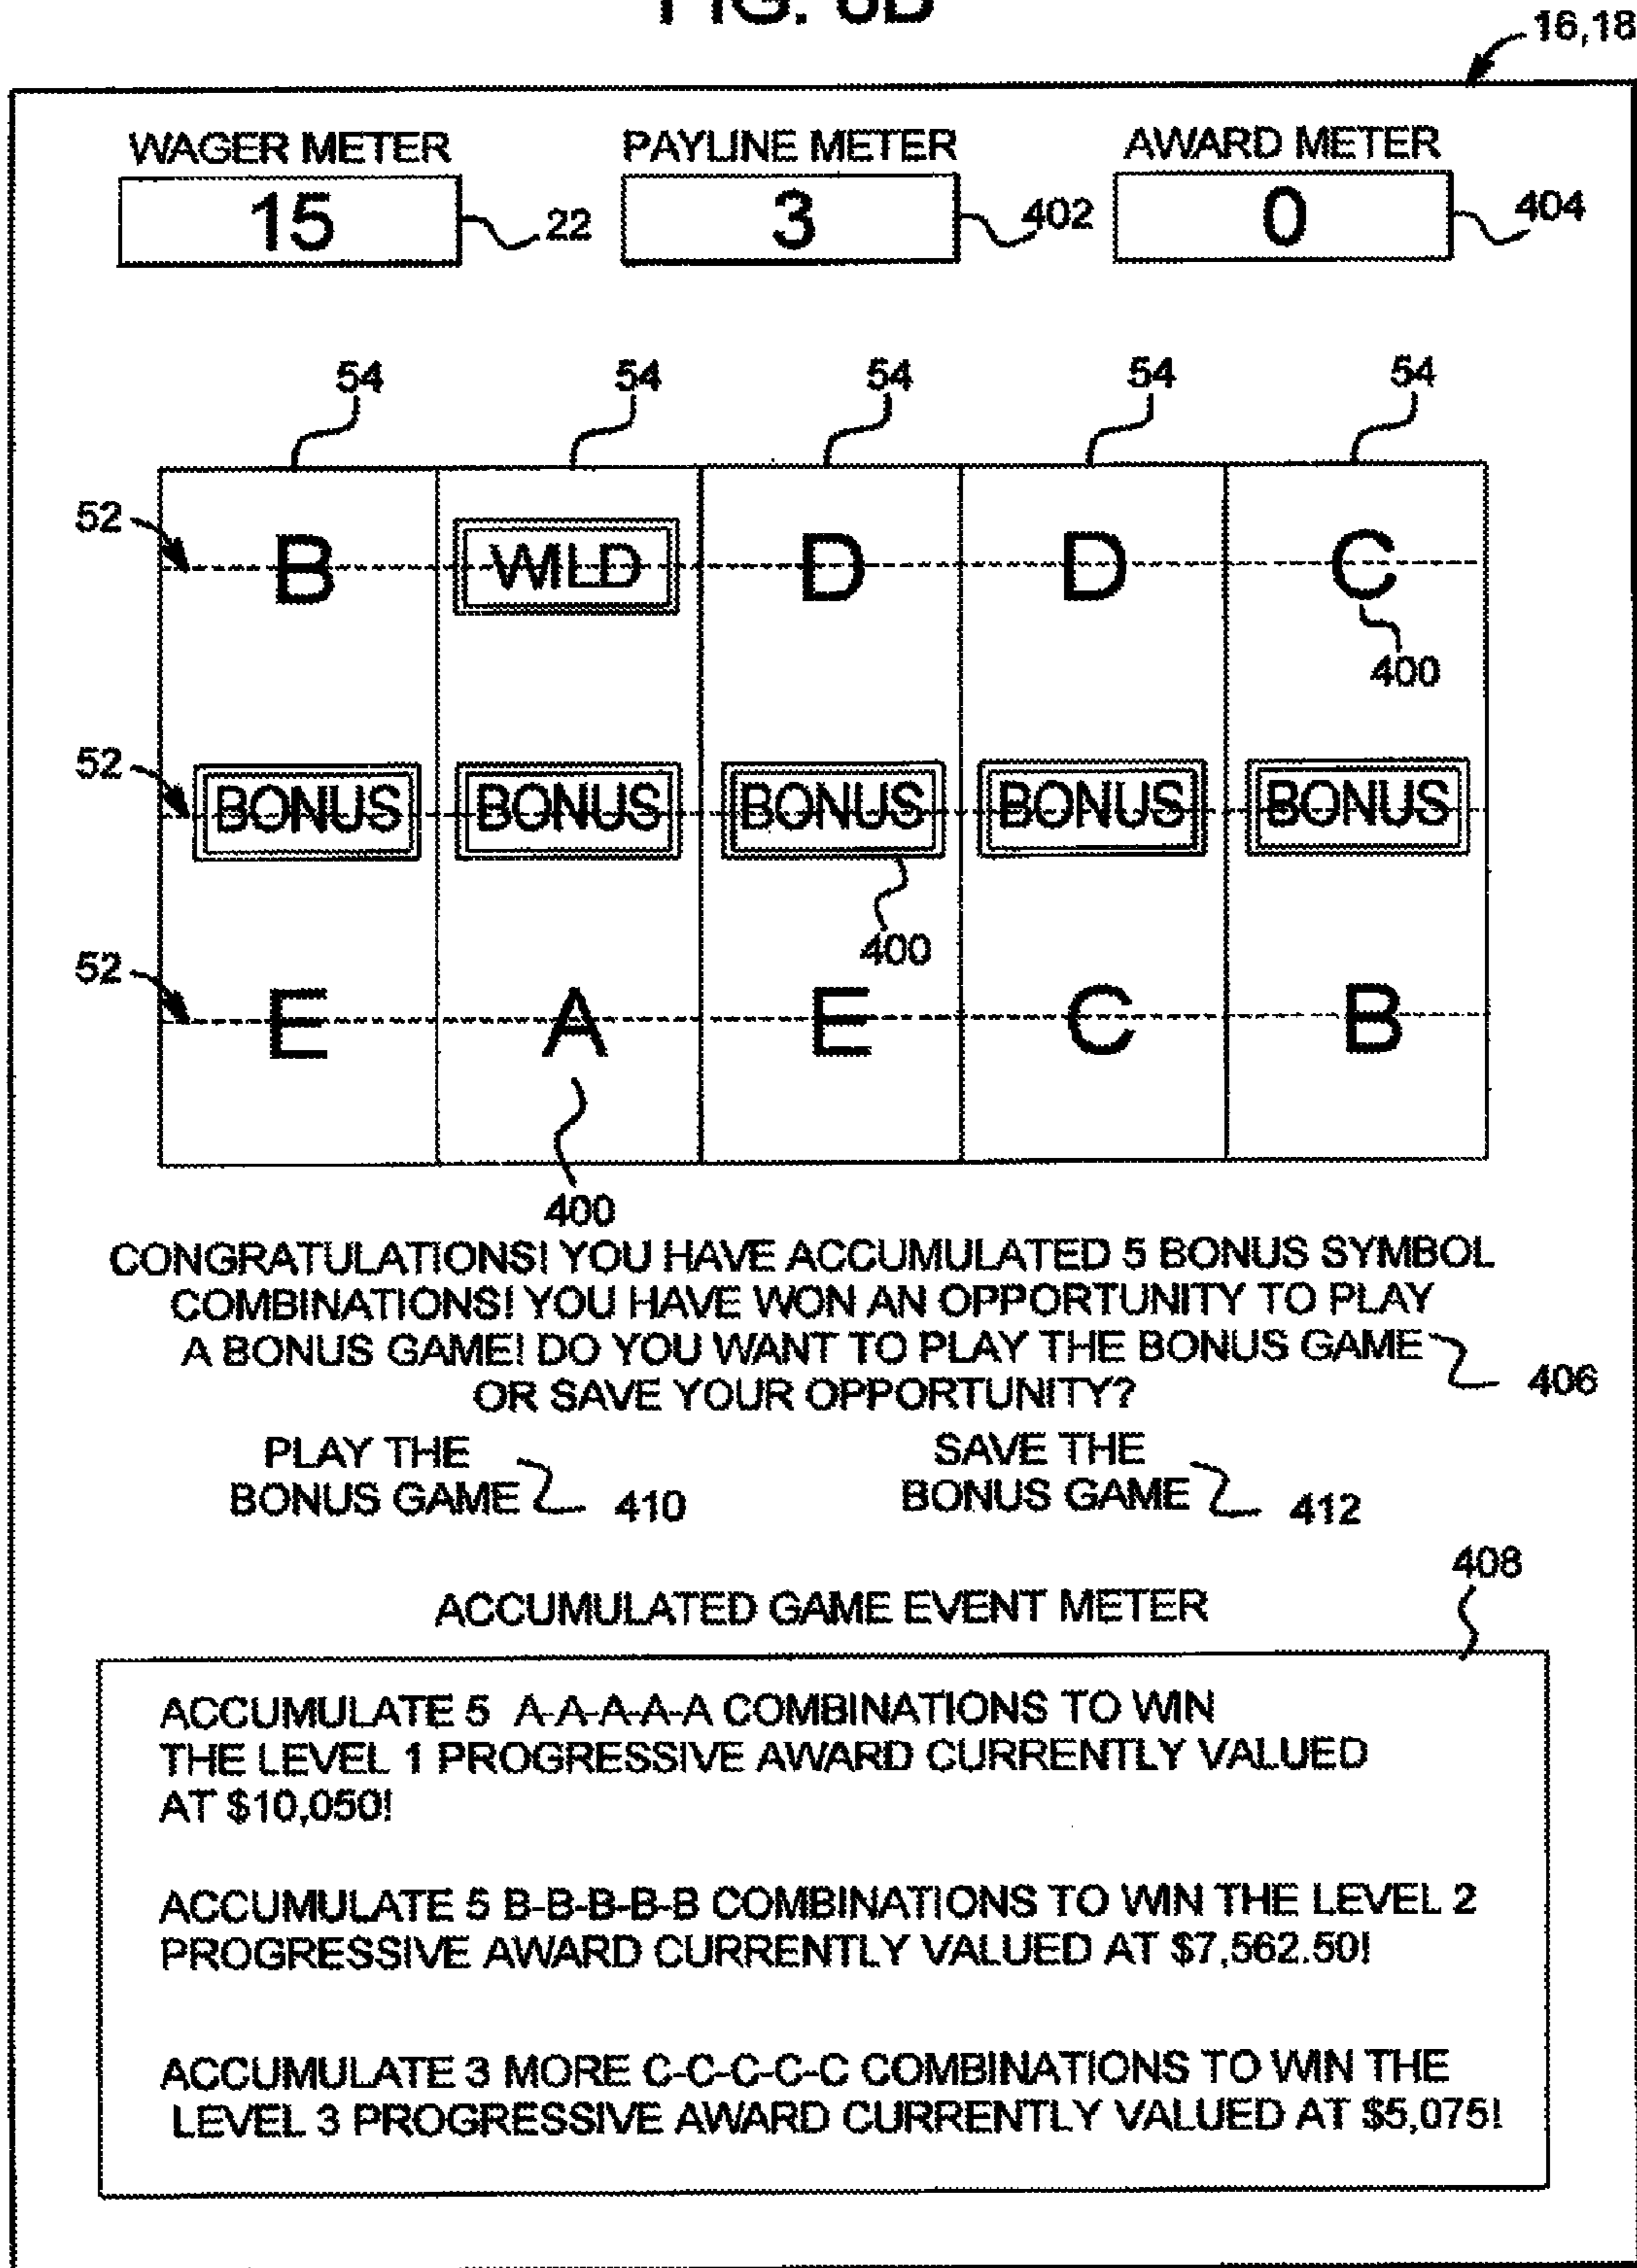 FIG.
16,18
WAGER METER PAYLINE METER AWARD METER
15 22 3 402 0 404
54 54 54 54 54
52 B WILD D D C
400
52 BONUS BONUS BONUS BONUS BONUS
400
52 E A E C B
400
CONGRATULATIONS! YOU HAVE ACCUMULATED 5 BONUS SYMBOL
COMBINATIONS! YOU HAVE WON AN OPPORTUNITY TO PLAY
A BONUS GAME! DO YOU WANT TO PLAY THE BONUS GAME
OR SAVE YOUR OPPORTUNITY? 406
PLAY THE SAVE THE
BONUS GAME 410 BONUS GAME 412
408
ACCUMULATED GAME EVENT METER
ACCUMULATE 5 A-A-A-A-A COMBINATIONS TO WIN
THE LEVEL 1 PROGRESSIVE AWARD CURRENTLY VALUED
AT $10,050!
ACCUMULATE 5 B-B-B-B-B COMBINATIONS TO WIN THE LEVEL 2
PROGRESSIVE AWARD CURRENTLY VALUED AT $7,562.50!
ACCUMULATE 3 MORE C-C-C-C-C COMBINATIONS TO WIN THE
LEVEL 3 PROGRESSIVE AWARD CURRENTLY VALUED AT $5,075!